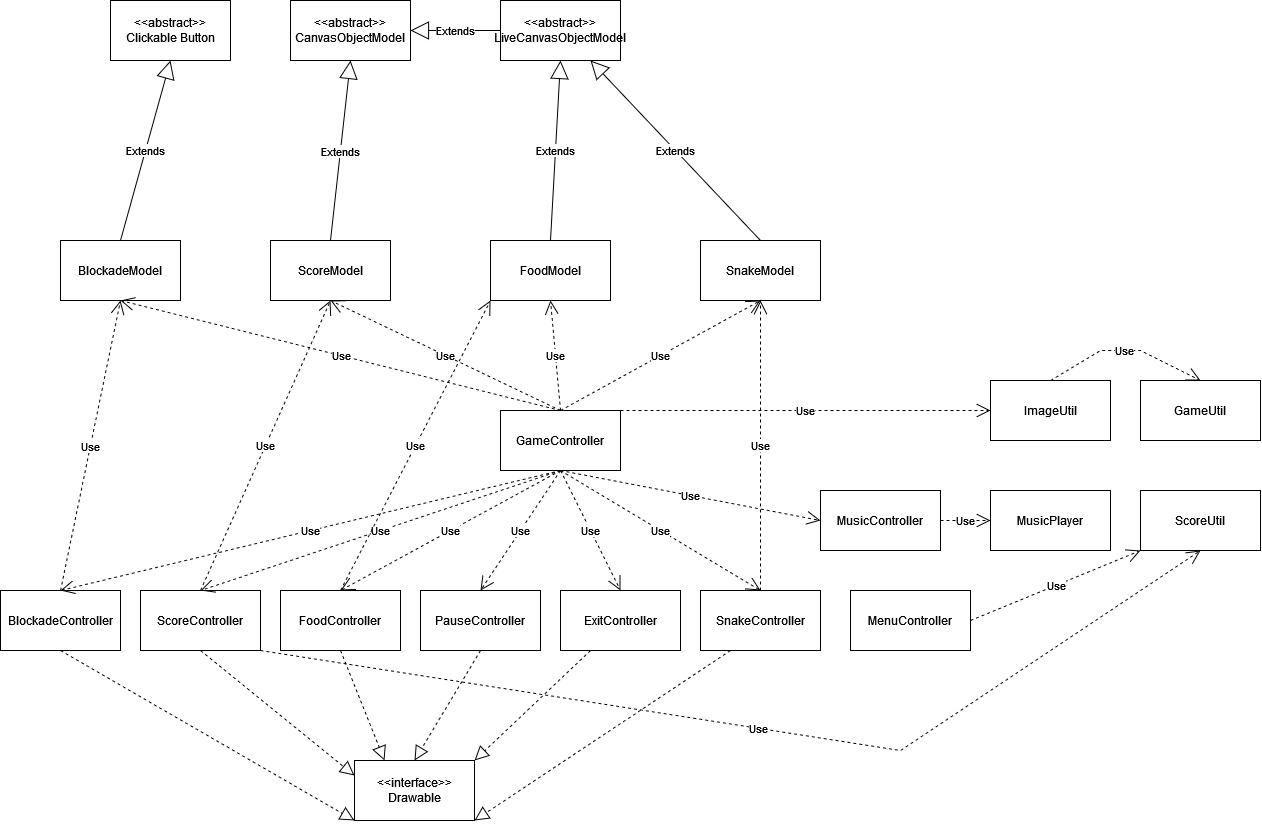 <<abstract>>
Clickable Button
<<abstract>>
CanvasObjectModel
Extends
<<abstract>>
LiveCanvasObjectModel
Extends
Extends
Extends
Extends
BlockadeModel
ScoreModel
FoodModel
SnakeModel
Use
Use
Use
Use
Use
ImageUtil
GameUtil
Use
GameController
Use
Use
Use
Use
Use
MusicController
Use
MusicPlayer
ScoreUtil
Use
Use
Use
Use
Use
Use
Use
BlockadeController
ScoreController
FoodController
PauseController
ExitController
SnakeController
MenuController
Use
<<interface>>
Drawable